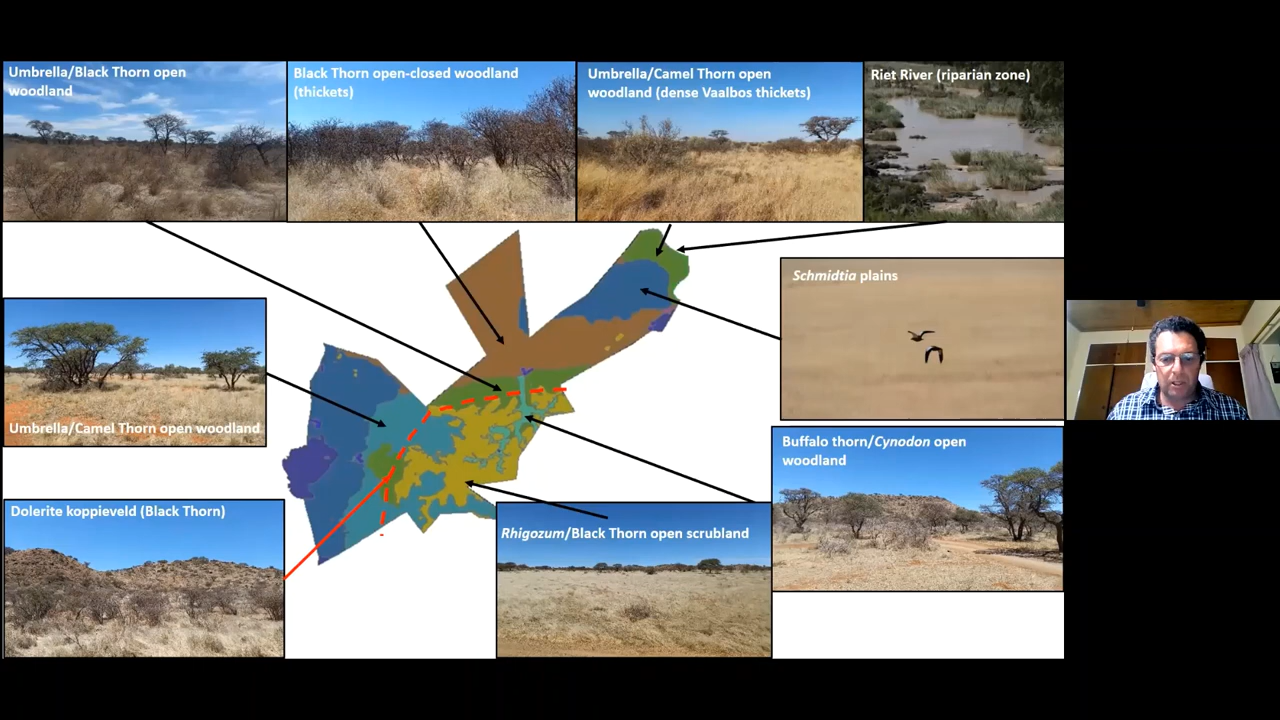 Umbrella/Black Thorn open
woodland
Black Thorn open-closed woodland
(thickets)
Umbrella/Camel Thorn open
woodland (dense Vaalbos thickets)
Riet River (riparian zone)
Schmidtia plains
Umbrella/Camel Thorn open woodland
Buffalo thorn/Cynodon open
woodland
Dolerite koppieveld (Black Thorn)
Rhigozum/Black Thorn open scrubland